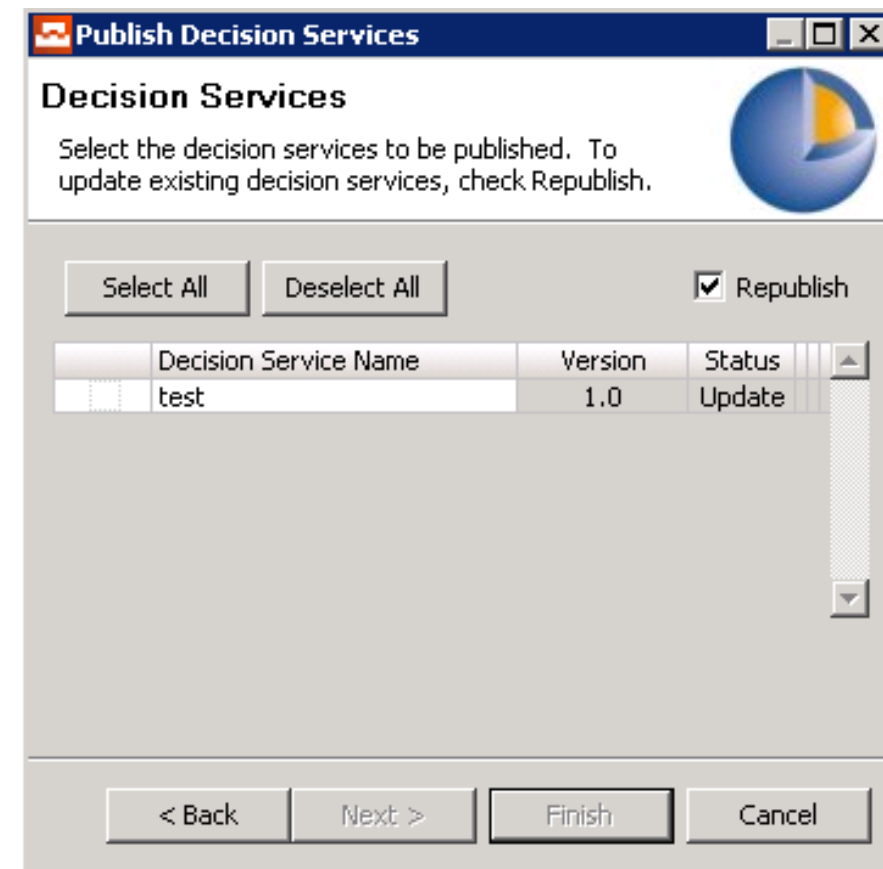 Publish Decision Services
Decision Services
Select the decision services to be published. To
update existing decision services, check Republish.
Select All Deselect All Republish
Decision Service Name Version Status
test 1.0 Update
< Back Next > Finish Cancel